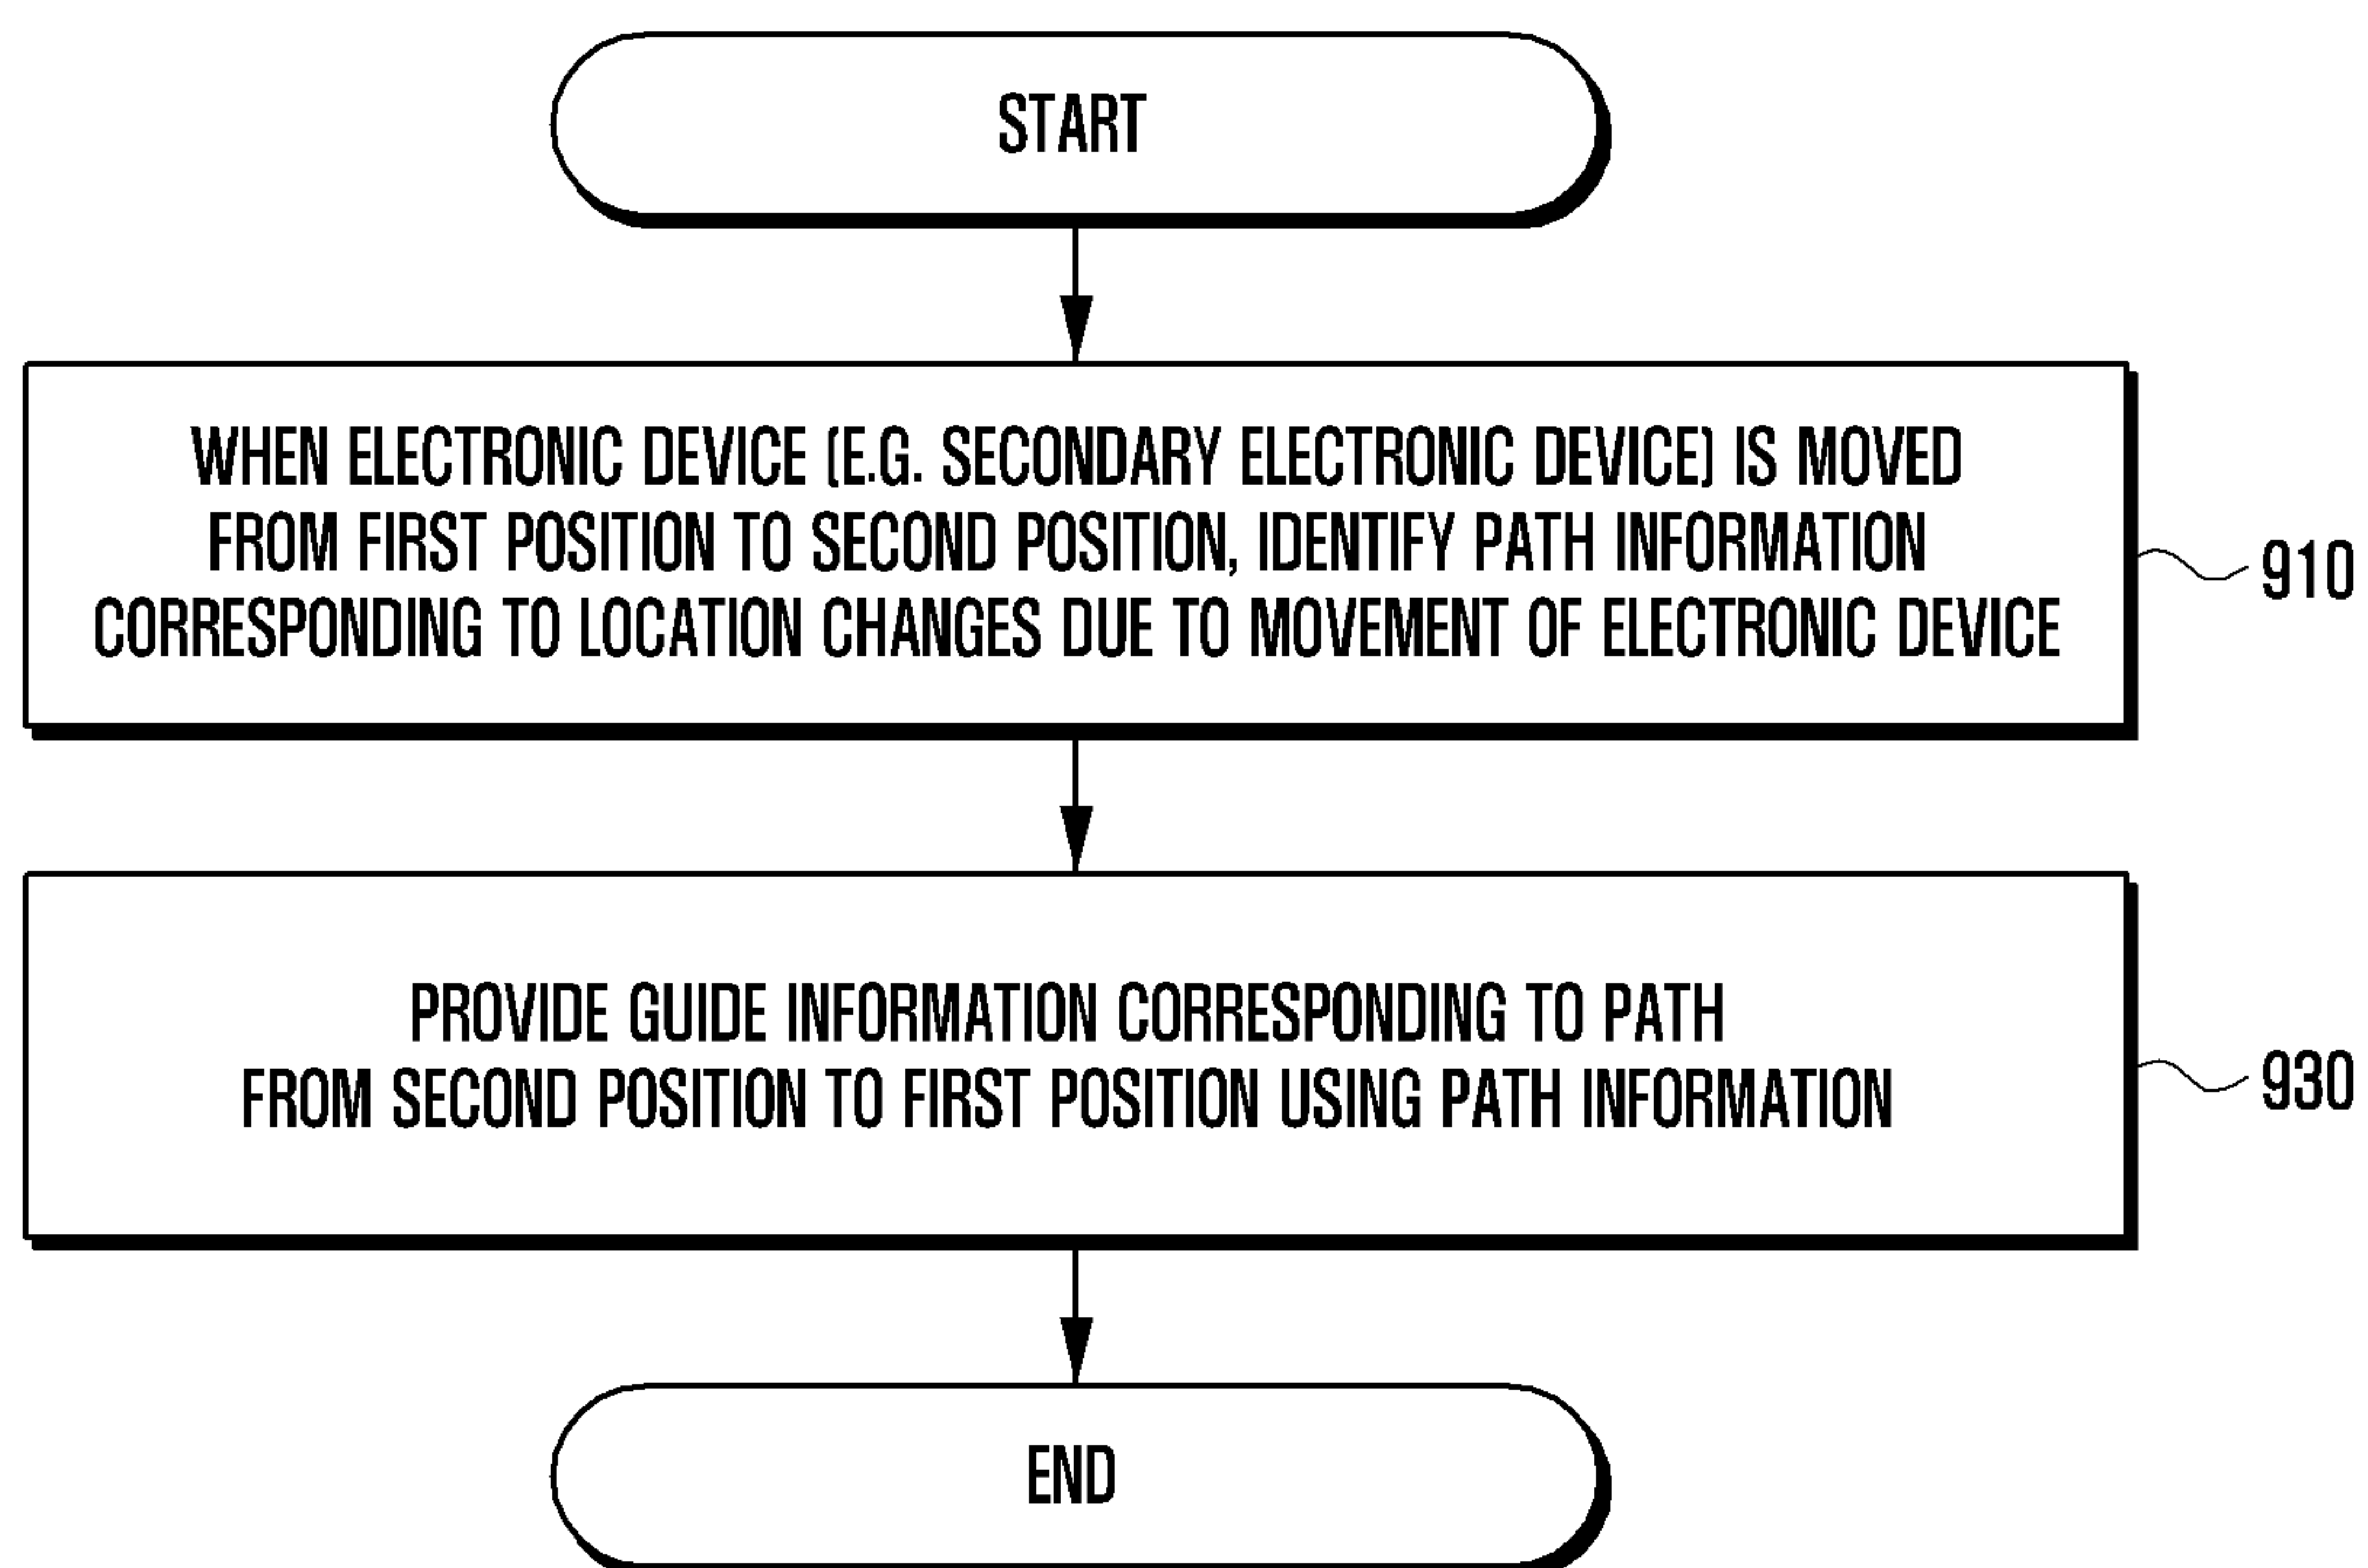 START
WHEN ELECTRONIC DEVICE (E.G. SECONDARY ELECTRONIC DEVICE) IS MOVED
FROM FIRST POSITION TO SECOND POSITION, IDENTIFY PATH INFORMATION
CORRESPONDING TO LOCATION CHANGES DUE TO MOVEMENT OF ELECTRONIC DEVICE
910
PROVIDE GUIDE INFORMATION CORRESPONDING TO PATH
FROM SECOND POSITION TO FIRST POSITION USING PATH INFORMATION
930
END